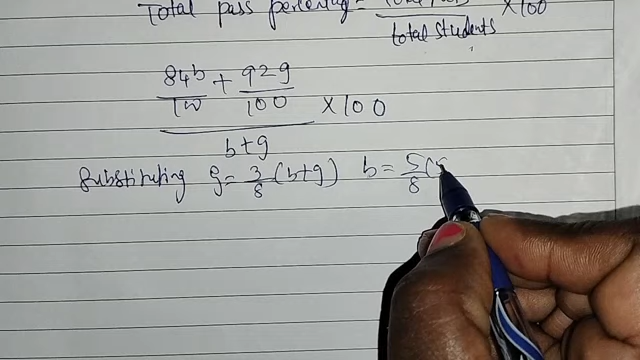 Total pass percentage = × 100
total students
84b/100 + 92g/100 × 100
b+g
Substituting g = 3/8 (b+g) b = 5/8 (